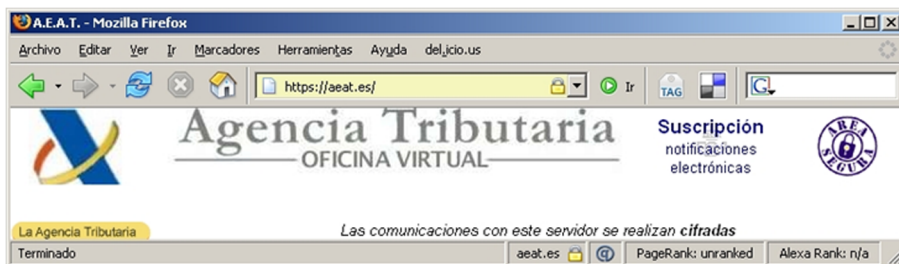 A.E.A.T. - Mozilla Firefox
Archivo Editar Ver Ir Marcadores Herramientas Ayuda del.icio.us
https://aeat.es/ Ir TAG G
Agencia Tributaria
OFICINA VIRTUAL
Suscripción
notificaciones
electrónicas
AREA SEGURA
La Agencia Tributaria
Las comunicaciones con este servidor se realizan cifradas
Terminado aeat.es @ PageRank: unranked Alexa Rank: n/a